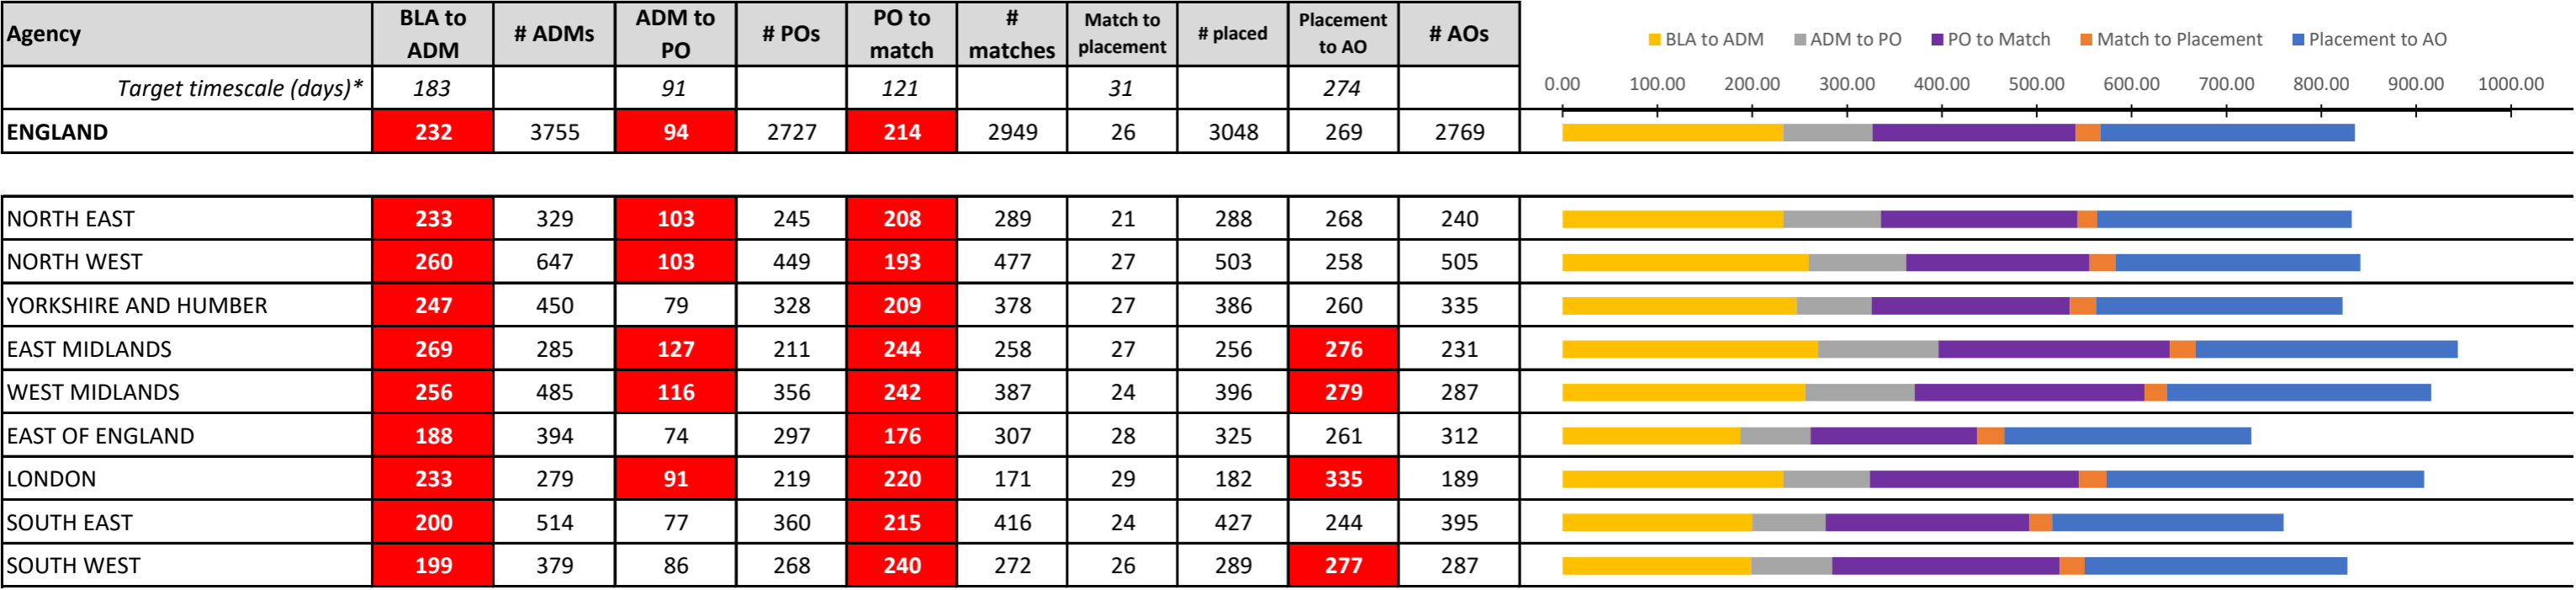 Agency BLA to ADM # ADMs ADM to PO # POs PO to match # matches Match to placement # placed Placement to AO # AOs
BLA to ADM ADM to PO PO to Match Match to Placement Placement to AO
Target timescale (days)* 183 91 121 31 274
0.00 100.00 200.00 300.00 400.00 500.00 600.00 700.00 800.00 900.00 1000.00
ENGLAND 232 3755 94 2727 214 2949 26 3048 269 2769
NORTH EAST 233 329 103 245 208 289 21 288 268 240
NORTH WEST 260 647 103 449 193 477 27 503 258 505
YORKSHIRE AND HUMBER 247 450 79 328 209 378 27 386 260 335
EAST MIDLANDS 269 285 127 211 244 258 27 256 276 231
WEST MIDLANDS 256 485 116 356 242 387 24 396 279 287
EAST OF ENGLAND 188 394 74 297 176 307 28 325 261 312
LONDON 233 279 91 219 220 171 29 182 335 189
SOUTH EAST 200 514 77 360 215 416 24 427 244 395
SOUTH WEST 199 379 86 268 240 272 26 289 277 287